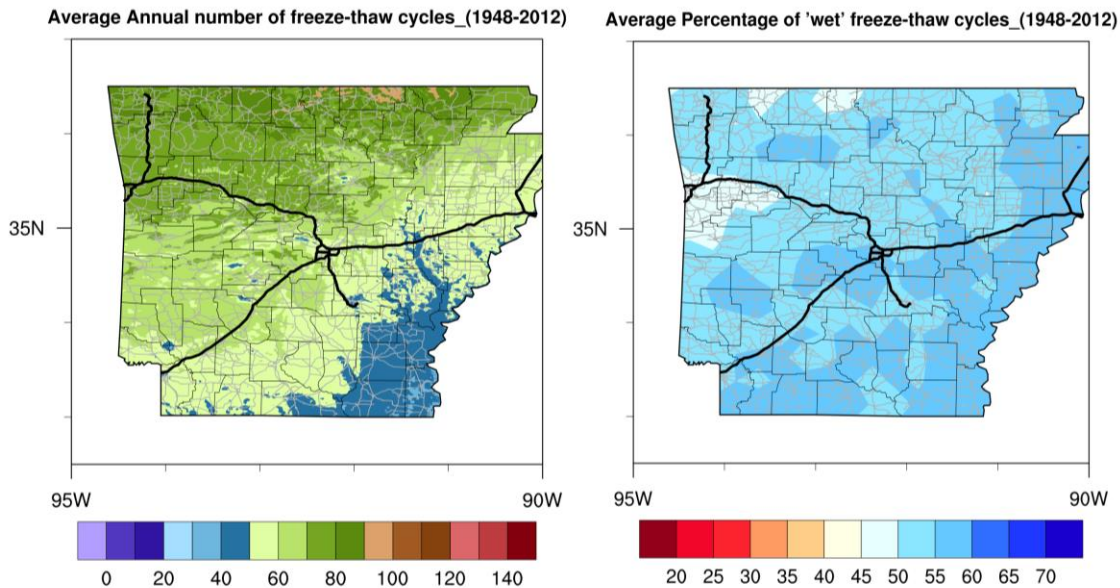 Average Annual number of freeze-thaw cycles_(1948-2012)
35N
95W 90W
0 20 40 60 80 100 120 140
Average Percentage of 'wet' freeze-thaw cycles_(1948-2012)
35N
95W 90W
20 25 30 35 40 45 50 55 60 65 70